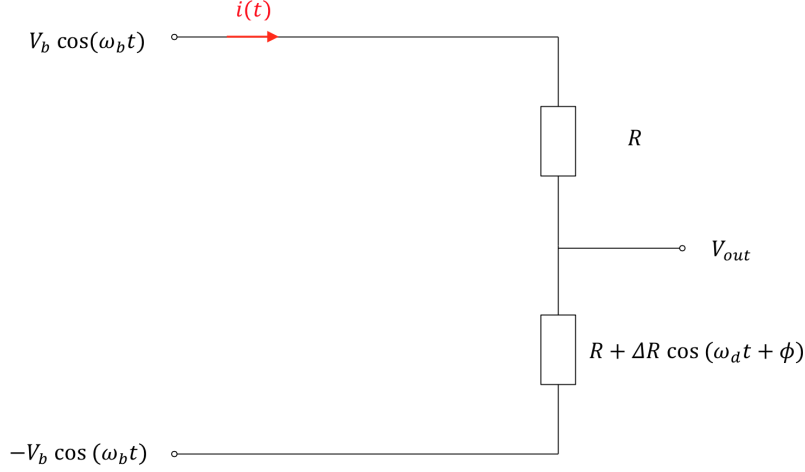 i(t)
V_b cos(ω_b t)
R
V_out
R + ΔR cos (ω_d t + ϕ)
−V_b cos (ω_b t)